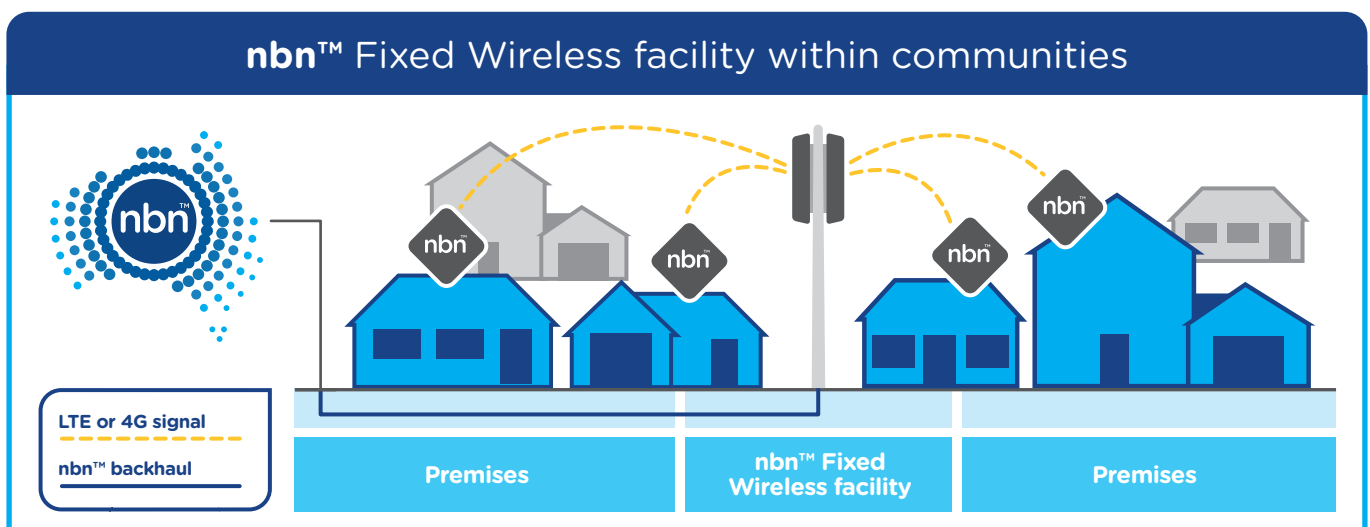 nbn™ Fixed Wireless facility within communities
nbn™
nbn™
nbn™
nbn™
nbn™
LTE or 4G signal
nbn™ backhaul
Premises
nbn™ Fixed
Wireless facility
Premises